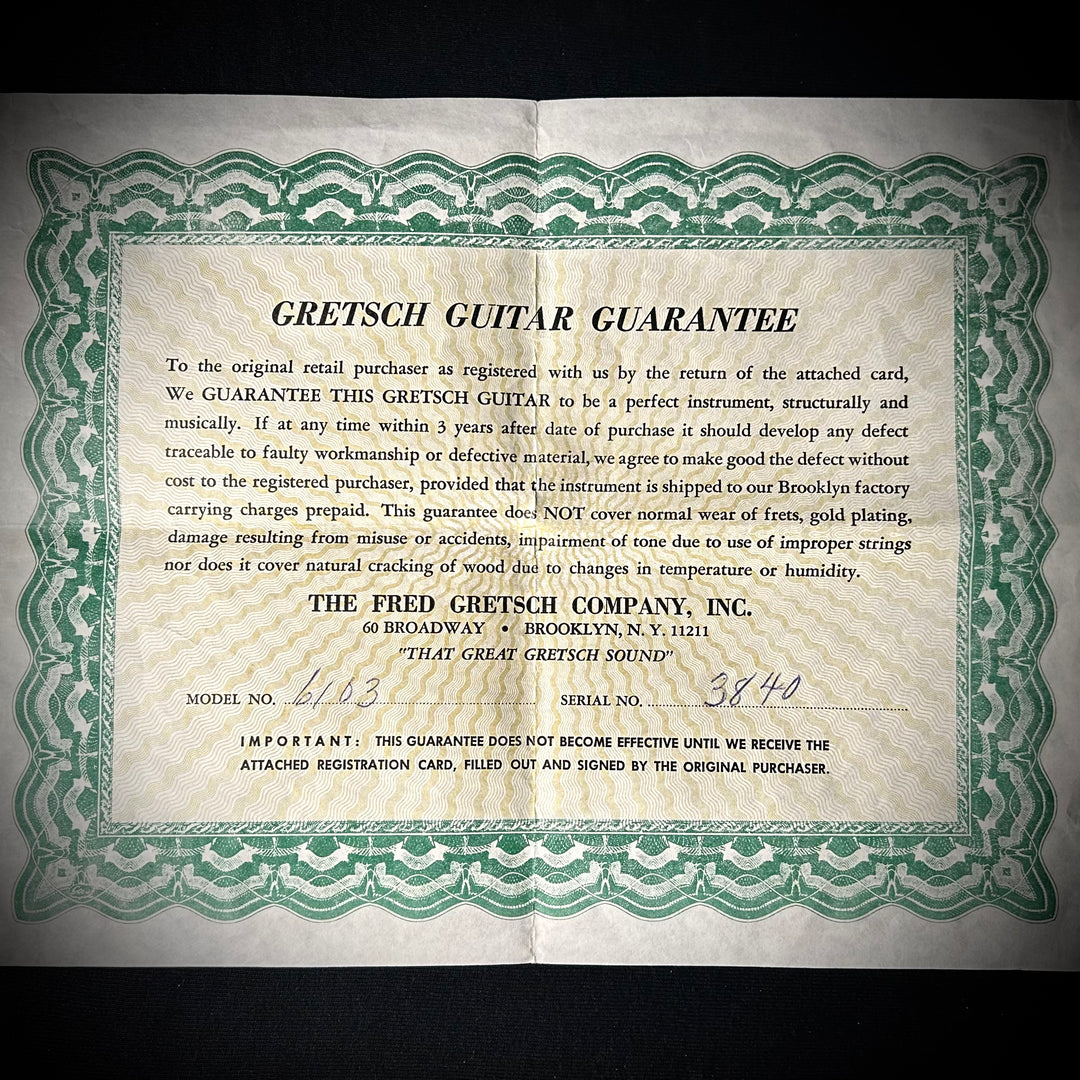 GRETSCH GUITAR GUARANTEE
To the original retail purchaser as registered with us by the return of the attached card,
We GUARANTEE THIS GRETSCH GUITAR to be a perfect instrument, structurally and
musically. If at any time within 3 years after date of purchase it should develop any defect
traceable to faulty workmanship or defective material, we agree to make good the defect without
cost to the registered purchaser, provided that the instrument is shipped to our Brooklyn factory
carrying charges prepaid. This guarantee does NOT cover normal wear of frets, gold plating,
damage resulting from misuse or accidents, impairment of tone due to use of improper strings
nor does it cover natural cracking of wood due to changes in temperature or humidity.
THE FRED GRETSCH COMPANY, INC.
60 BROADWAY • BROOKLYN, N. Y. 11211
"THAT GREAT GRETSCH SOUND"
MODEL NO. 6103 SERIAL NO. 3840
IMPORTANT: THIS GUARANTEE DOES NOT BECOME EFFECTIVE UNTIL WE RECEIVE THE
ATTACHED REGISTRATION CARD, FILLED OUT AND SIGNED BY THE ORIGINAL PURCHASER.